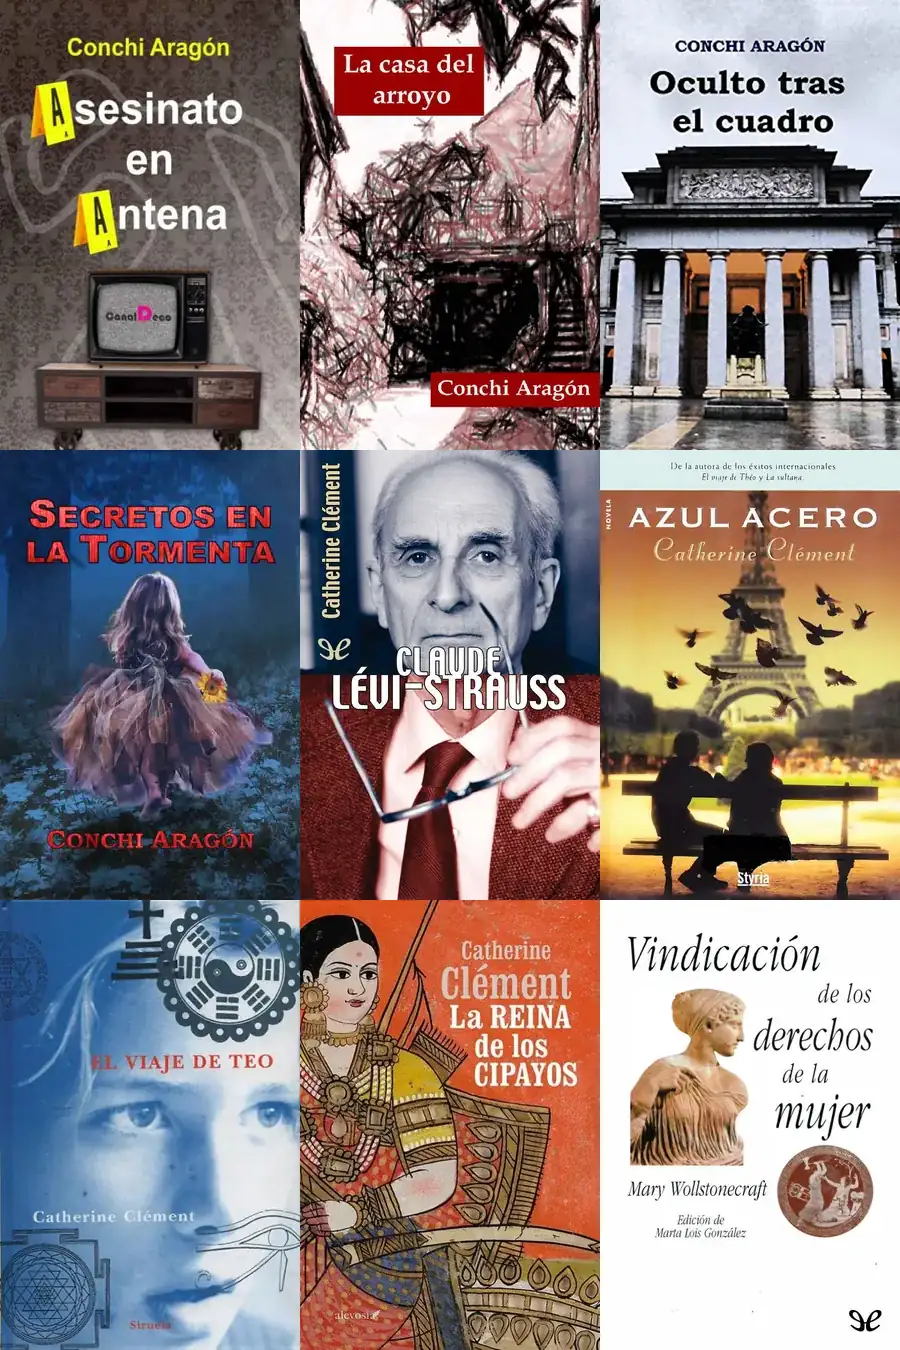 Conchi Aragón
Asesinato
en
Antena
CanalDeco
La casa del
arroyo
Conchi Aragón
CONCHI ARAGÓN
Oculto tras
el cuadro
SECRETOS EN
LA TORMENTA
CONCHI ARAGÓN
Catherine Clément
CLAUDE
LÉVI-STRAUSS
De la autora de los éxitos internacionales
El viaje de Théo y La sultana.
NOVELA
AZUL ACERO
Catherine Clément
Styria
EL VIAJE DE TEO
Catherine Clément
Siruela
Catherine
Clément
La REINA
de los
CIPAYOS
alevosía
Vindicación
de los
derechos
de la
mujer
Mary Wollstonecraft
Edición de
Marta Lois González